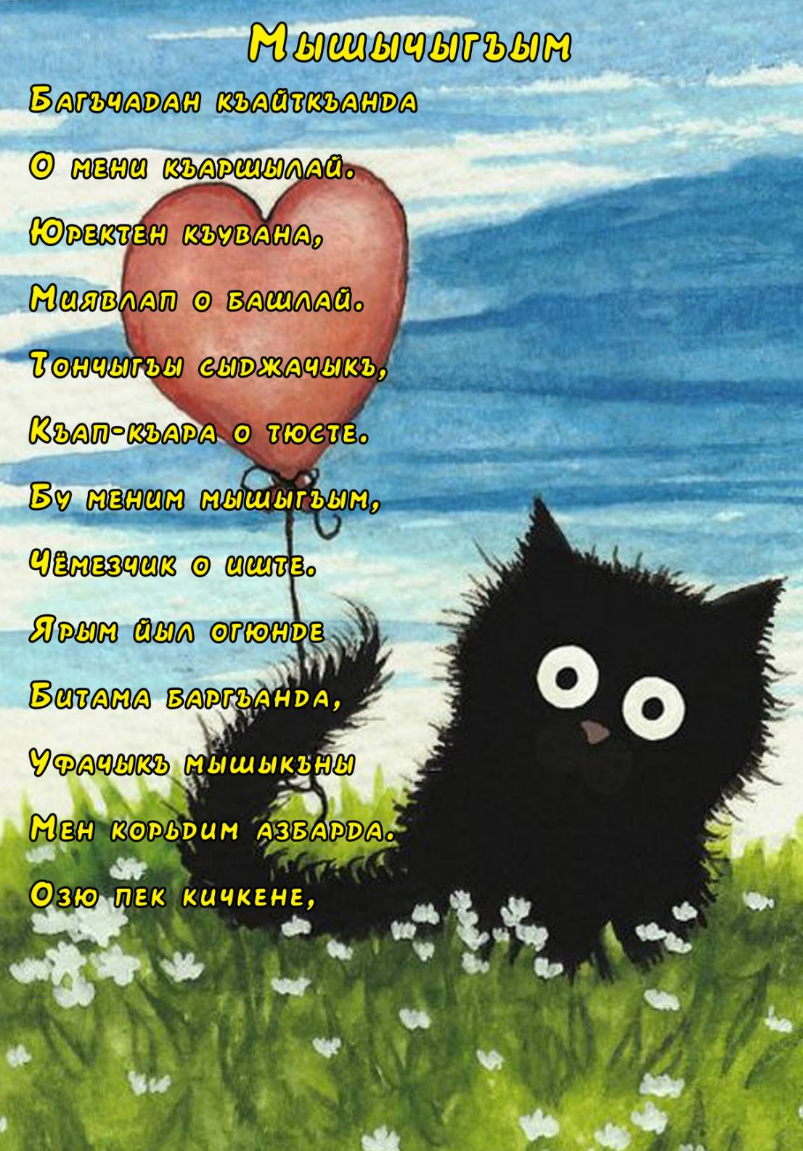 Мышычыгъым
Багъчадан къайткъанда
О мени къаршылай.
Юректен къувана,
Миявлап о башлай.
Тончыгъы сыджачыкъ,
Къап-къара о тюсте.
Бу меним мышыгъым,
Чёмезчик о иште.
Ярым йыл огюнде
Битама баргъанда,
Уфачыкъ мышыкъны
Мен корьдим азбарда.
Озю пек кичкене,